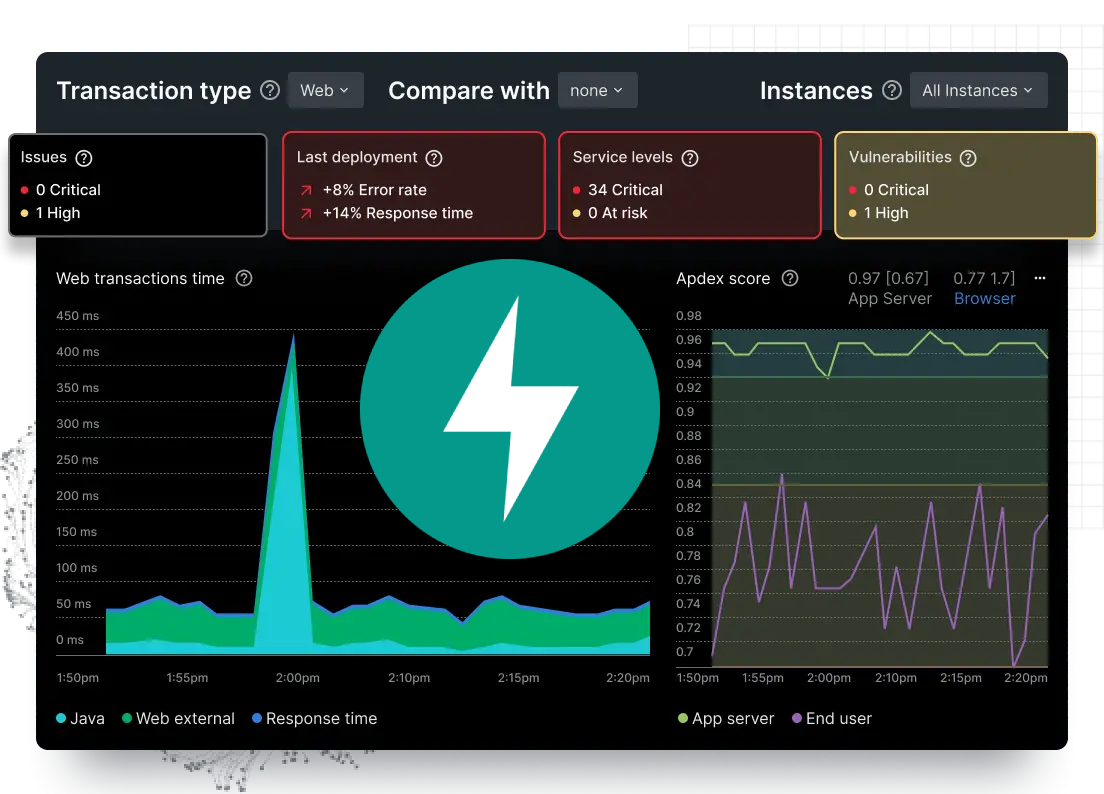 Transaction type ? Web Compare with none Instances ? All Instances
Issues ?
0 Critical
1 High
Last deployment ?
+8% Error rate
+14% Response time
Service levels ?
34 Critical
0 At risk
Vulnerabilities ?
0 Critical
1 High
Web transactions time ?
450 ms
400 ms
350 ms
300 ms
250 ms
200 ms
150 ms
100 ms
50 ms
0 ms
1:50pm 1:55pm 2:00pm 2:10pm 2:15pm 2:20pm
Java Web external Response time
Apdex score ? 0.97 [0.67] 0.77 1.7] ...
App Server Browser
0.98
0.96
0.94
0.92
0.9
0.88
0.86
0.84
0.82
0.8
0.78
0.76
0.74
0.72
0.7
1:50pm 1:55pm 2:00pm 2:10pm 2:15pm 2:20pm
App server End user